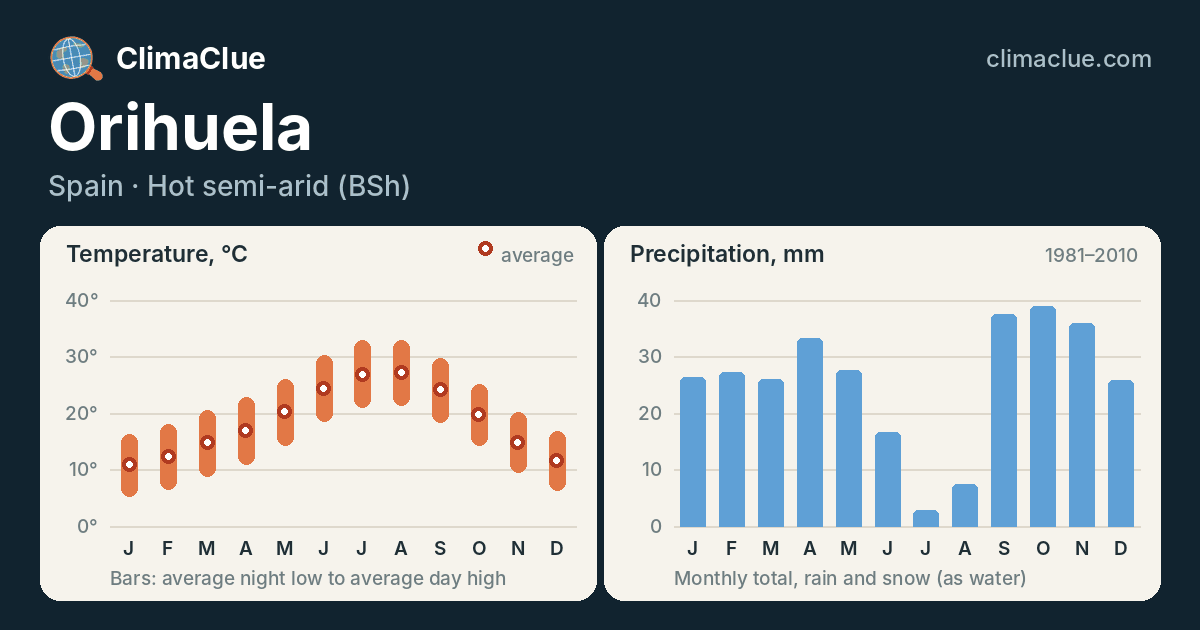 ClimaClue
climaclue.com
Orihuela
Spain · Hot semi-arid (BSh)
Temperature, °C
average
40°
30°
20°
10°
0°
J F M A M J J A S O N D
Bars: average night low to average day high
Precipitation, mm
1981–2010
40
30
20
10
0
J F M A M J J A S O N D
Monthly total, rain and snow (as water)